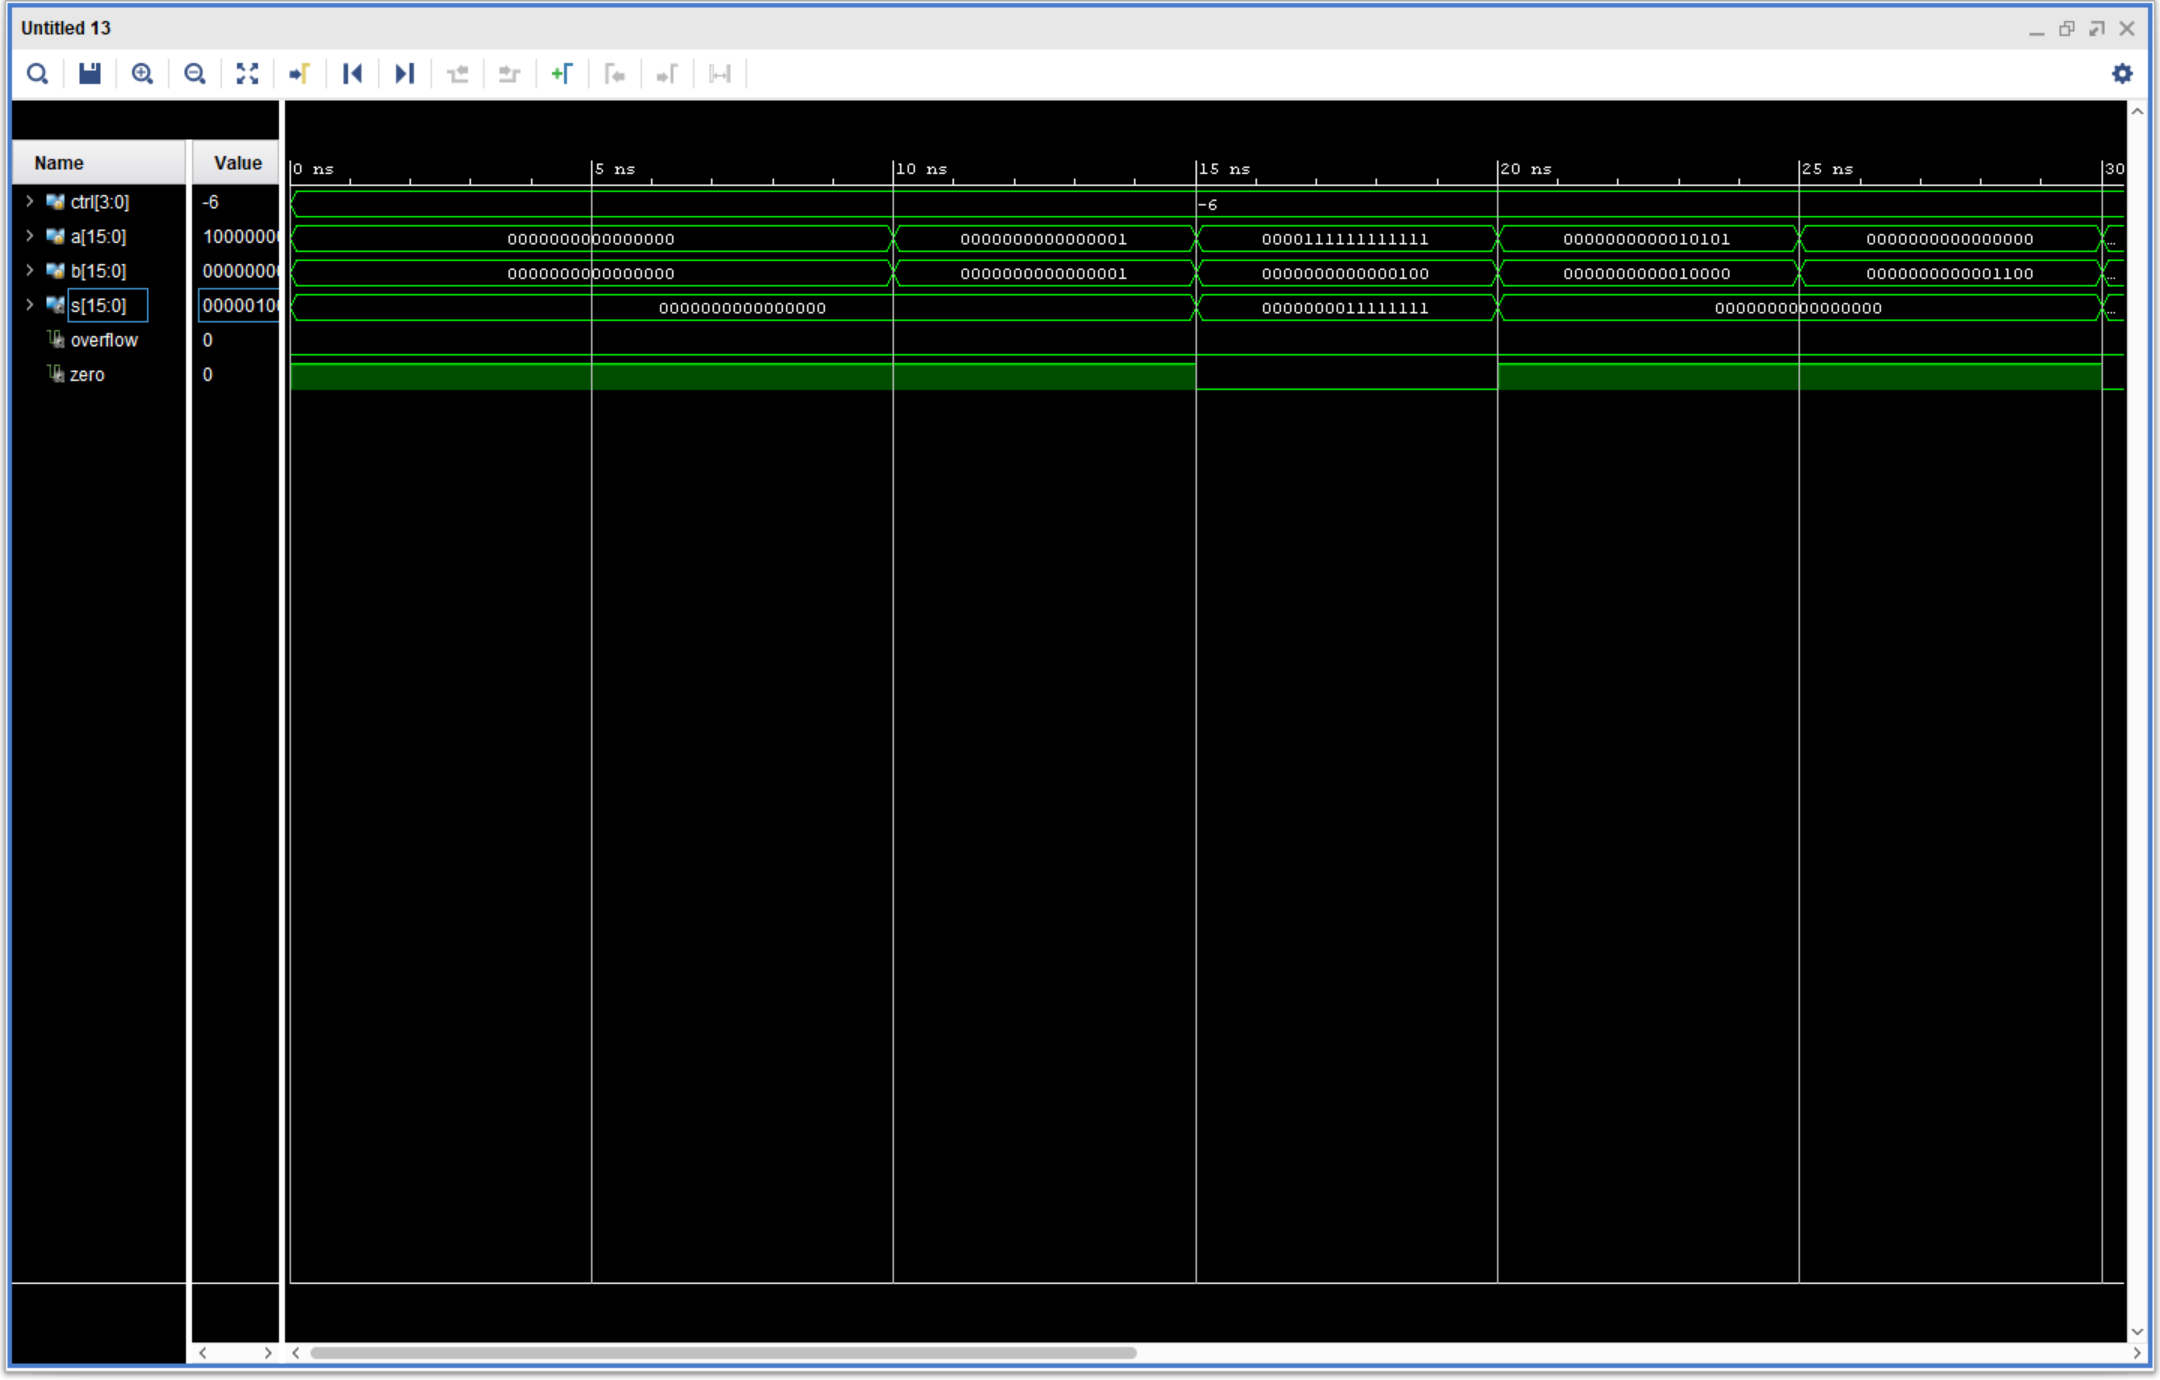 Untitled 13
Name Value 0 ns 5 ns 10 ns 15 ns 20 ns 25 ns 30
ctrl[3:0] -6 -6
a[15:0] 10000000 0000000000000000 0000000000000001 0000111111111111 0000000000010101 0000000000000000 ...
b[15:0] 00000000 0000000000000000 0000000000000001 0000000000000100 0000000000010000 0000000000001100 ...
s[15:0] 00000100 0000000000000000 0000000011111111 0000000000000000 ...
overflow 0
zero 0